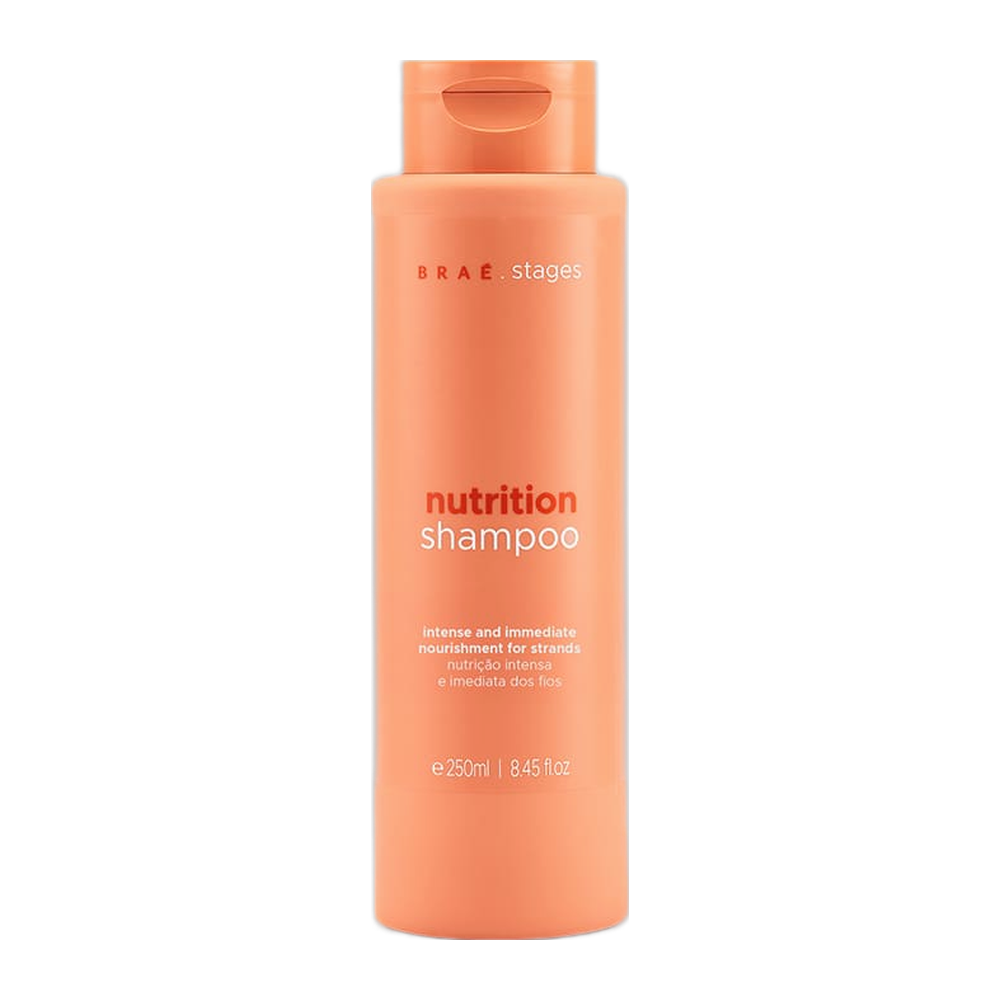 BRAÉ. stages
nutrition
shampoo
intense and immediate
nourishment for strands
nutrição intensa
e imediata dos fios
℮ 250ml | 8.45 fl.oz